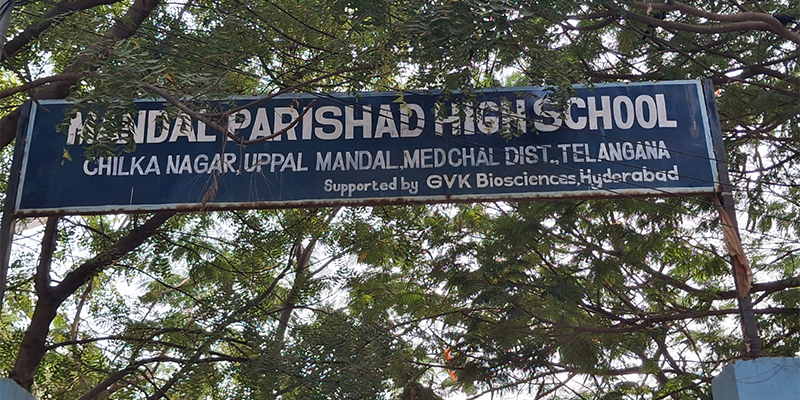 MANDAL PARISHAD HIGH SCHOOL
CHILKA NAGAR, UPPAL MANDAL, MEDCHAL DIST., TELANGANA
Supported by GVK Biosciences, Hyderabad